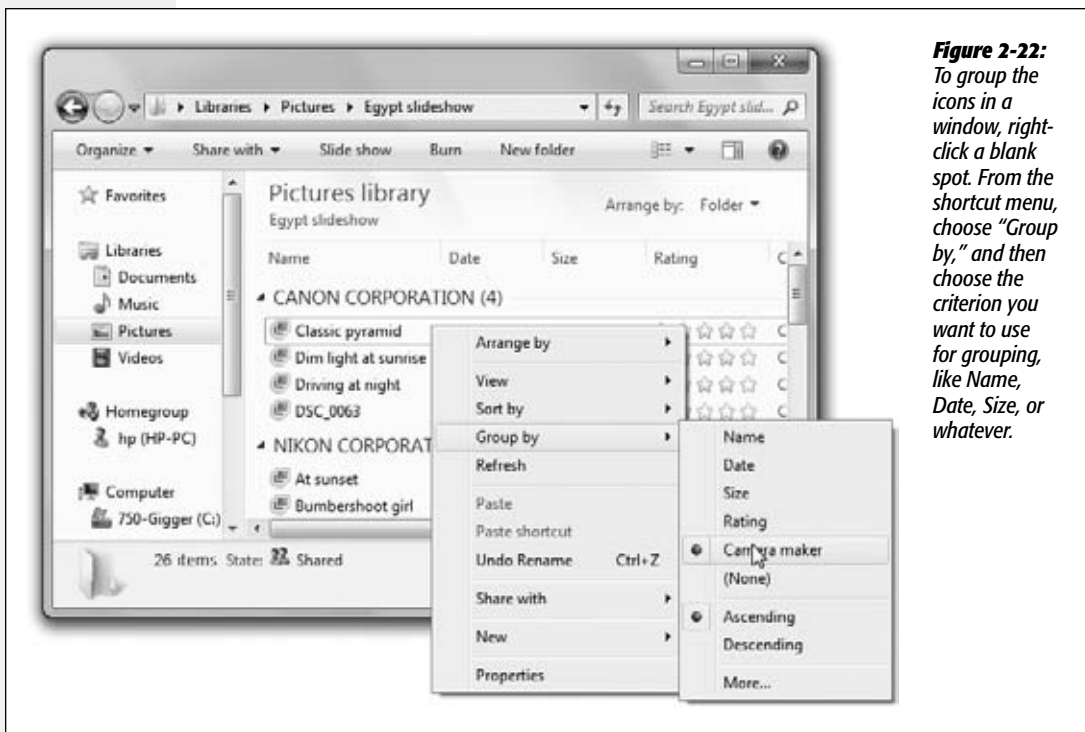 Libraries ▸ Pictures ▸ Egypt slideshow
Search Egypt slid...
Organize Share with Slide show Burn New folder
Favorites
Libraries
Documents
Music
Pictures
Videos
Homegroup
hp (HP-PC)
Computer
750-Gigger (C:)
Pictures library
Egypt slideshow
Arrange by: Folder
Name Date Size Rating C
CANON CORPORATION (4)
Classic pyramid
C
Dim light at sunrise
C
Driving at night
C
DSC_0063
C
NIKON CORPORAT
At sunset
Bumbershoot girl
26 items State: Shared
Arrange by
View
Sort by
Group by
Refresh
Paste
Paste shortcut
Undo Rename Ctrl+Z
Share with
New
Properties
Name
Date
Size
Rating
Camera maker
(None)
Ascending
Descending
More...
Figure 2-22:
To group the
icons in a
window, right-
click a blank
spot. From the
shortcut menu,
choose “Group
by,” and then
choose the
criterion you
want to use
for grouping,
like Name,
Date, Size, or
whatever.